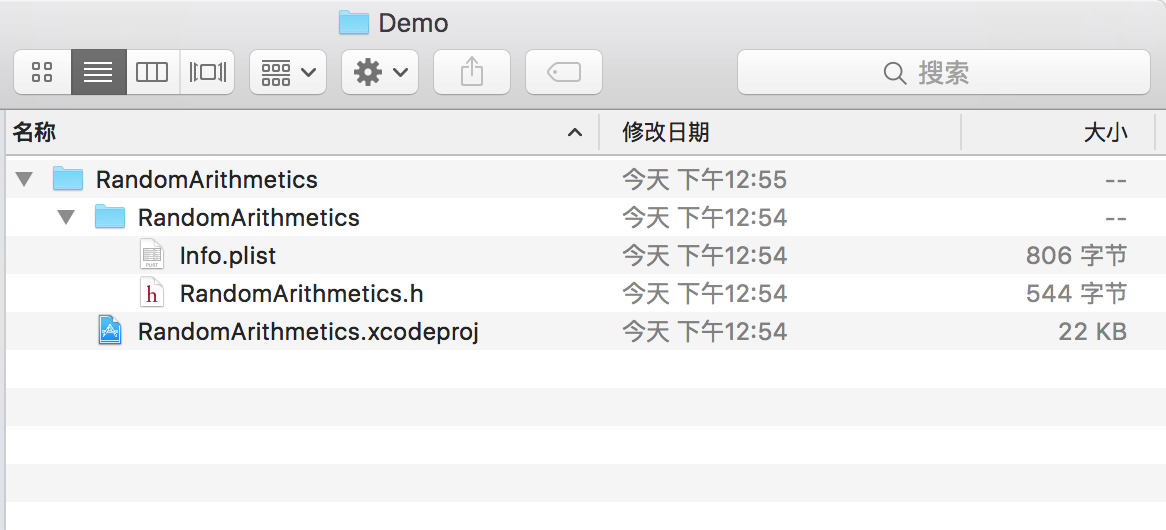 Demo
搜索
名称 修改日期 大小
RandomArithmetics 今天 下午12:55 --
RandomArithmetics 今天 下午12:54 --
PLIST Info.plist 今天 下午12:54 806 字节
h RandomArithmetics.h 今天 下午12:54 544 字节
RandomArithmetics.xcodeproj 今天 下午12:54 22 KB